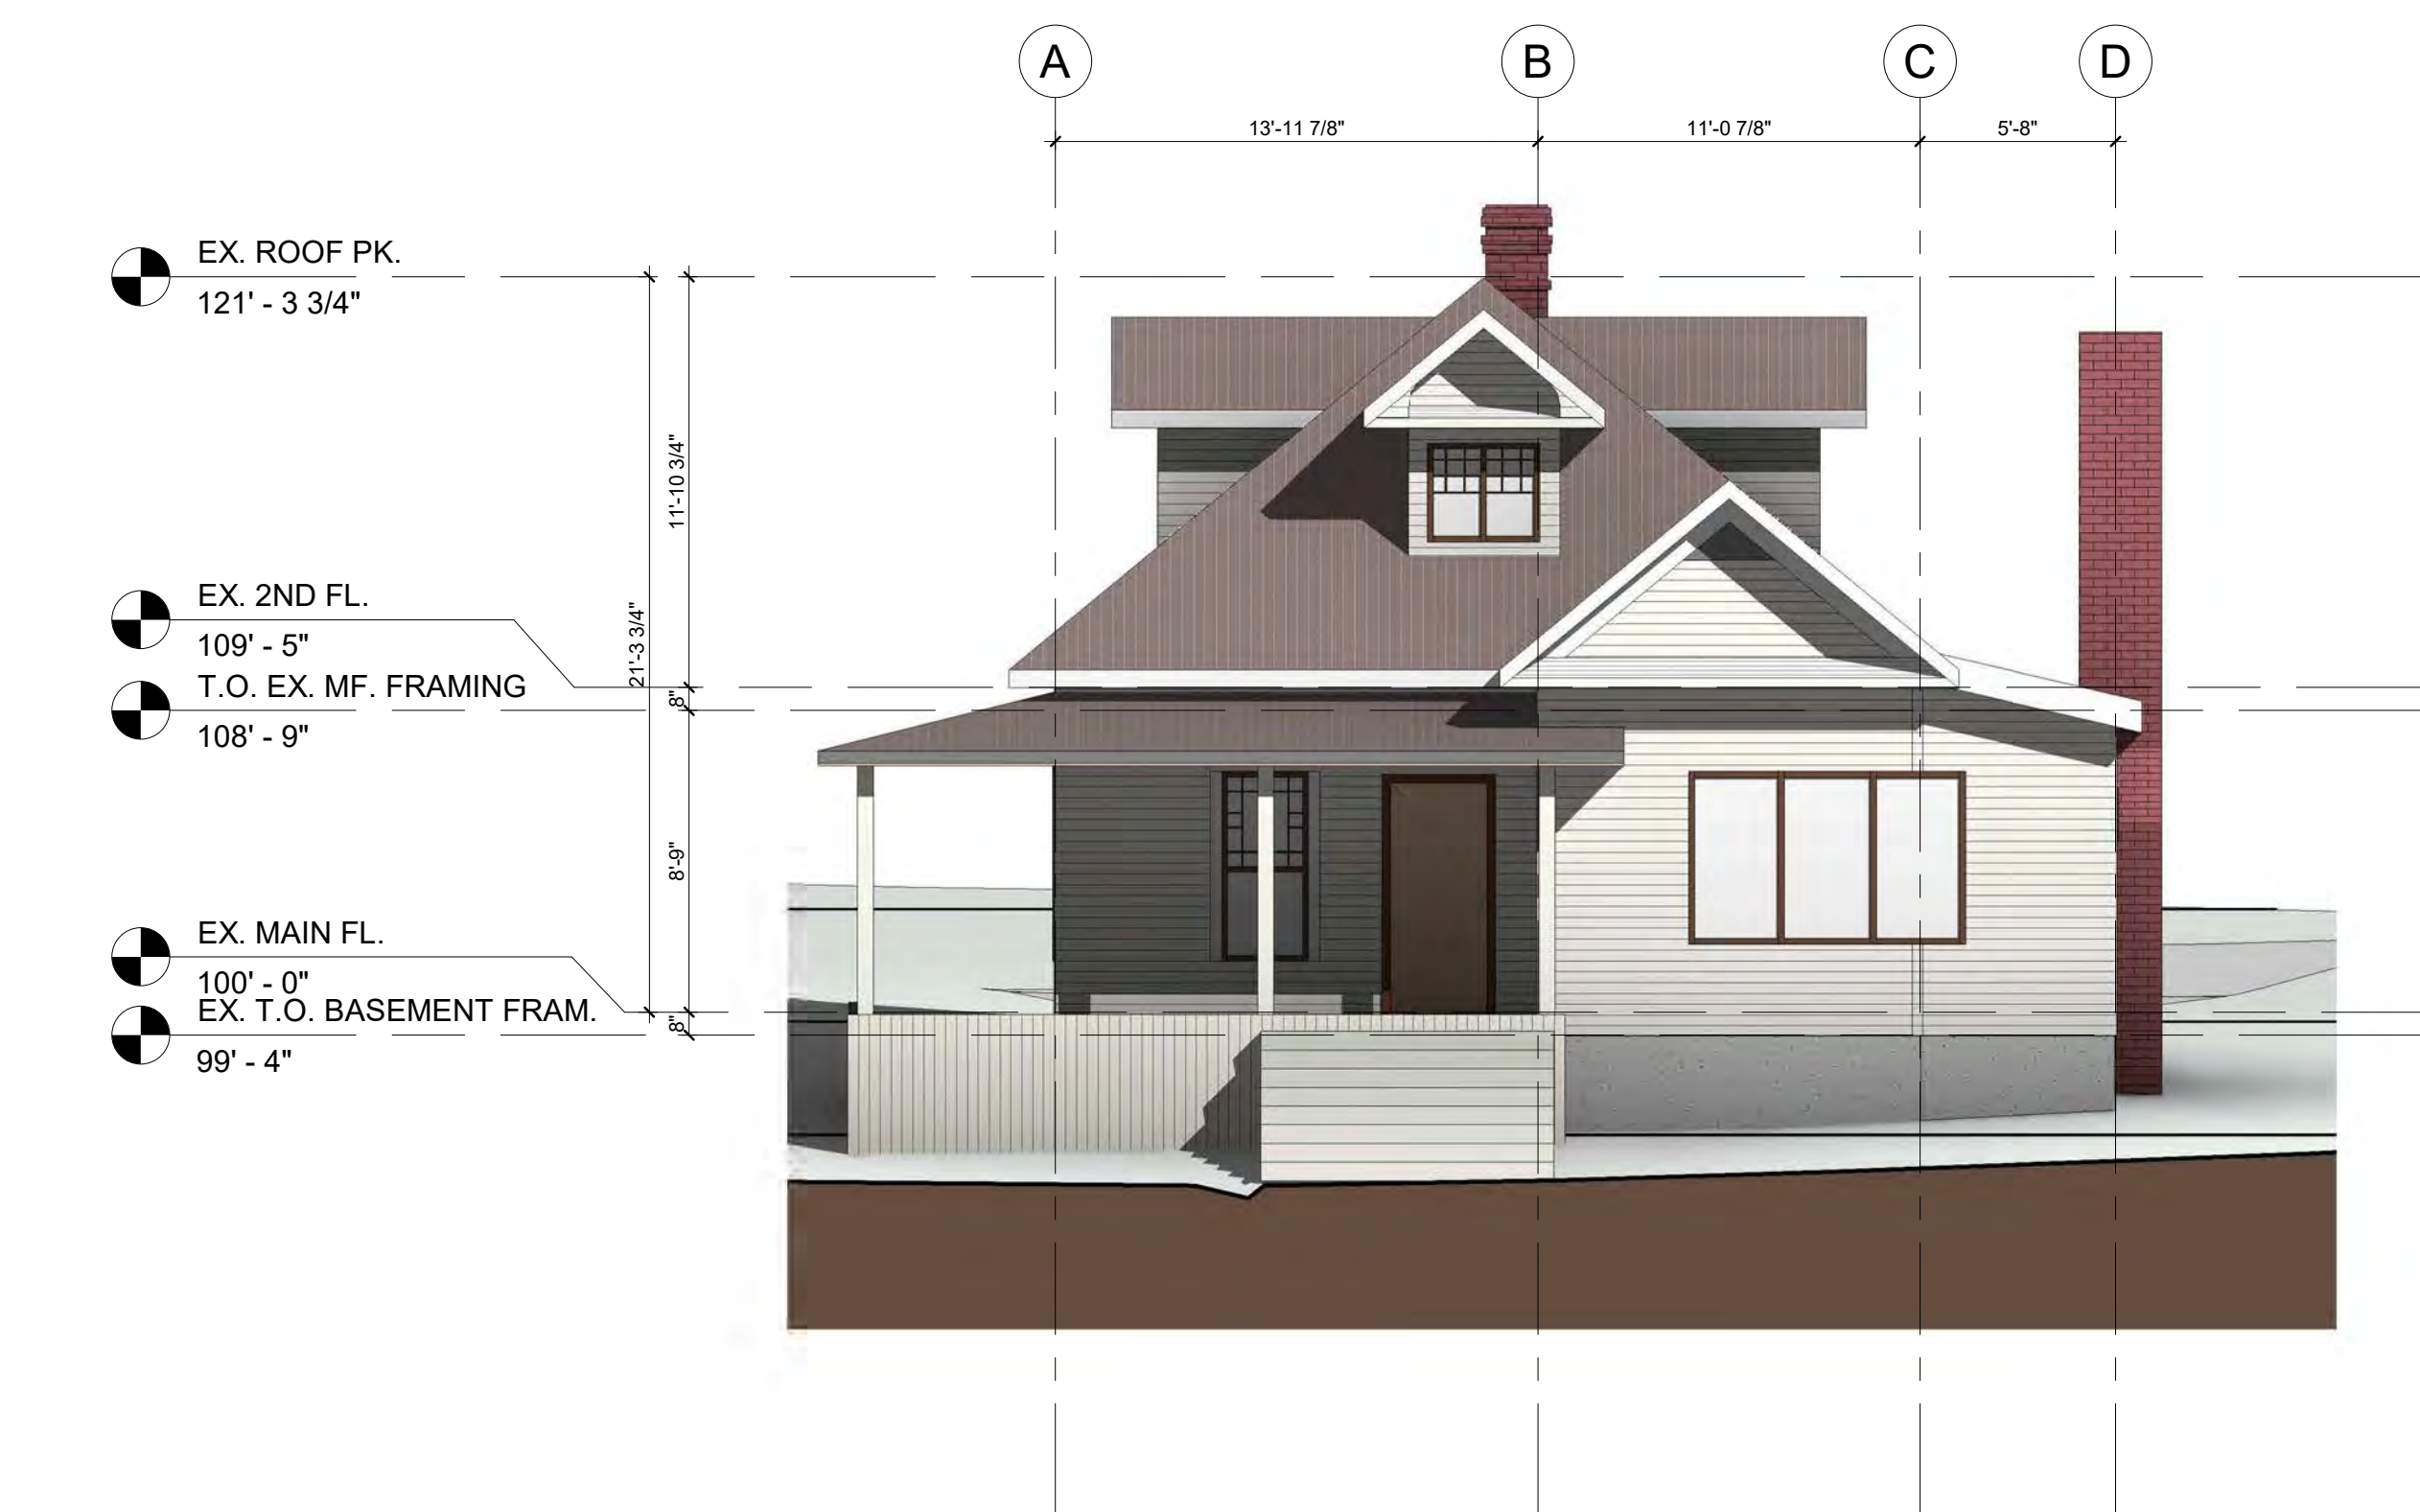 A B C D
13'-11 7/8" 11'-0 7/8" 5'-8"
EX. ROOF PK.
121' - 3 3/4"
11'-10 3/4"
EX. 2ND FL.
109' - 5"
21'-3 3/4"
T.O. EX. MF. FRAMING
8"
108' - 9"
8'-9"
EX. MAIN FL.
100' - 0"
EX. T.O. BASEMENT FRAM.
8"
99' - 4"